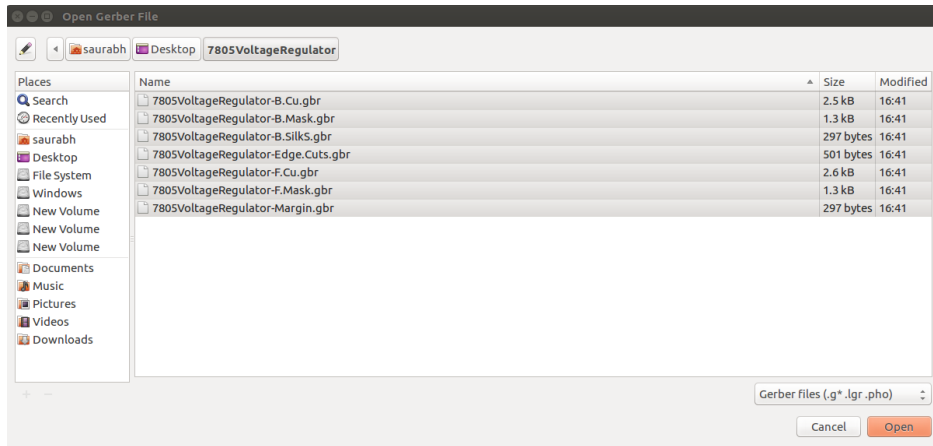 Open Gerber File
saurabh Desktop 7805VoltageRegulator
Places Name Size Modified
Search 7805VoltageRegulator-B.Cu.gbr 2.5 kB 16:41
Recently Used 7805VoltageRegulator-B.Mask.gbr 1.3 kB 16:41
saurabh 7805VoltageRegulator-B.SilkS.gbr 297 bytes 16:41
Desktop 7805VoltageRegulator-Edge.Cuts.gbr 501 bytes 16:41
File System 7805VoltageRegulator-F.Cu.gbr 2.6 kB 16:41
Windows 7805VoltageRegulator-F.Mask.gbr 1.3 kB 16:41
New Volume 7805VoltageRegulator-Margin.gbr 297 bytes 16:41
New Volume
New Volume
Documents
Music
Pictures
Videos
Downloads
Gerber files (.g* .lgr .pho)
Cancel Open